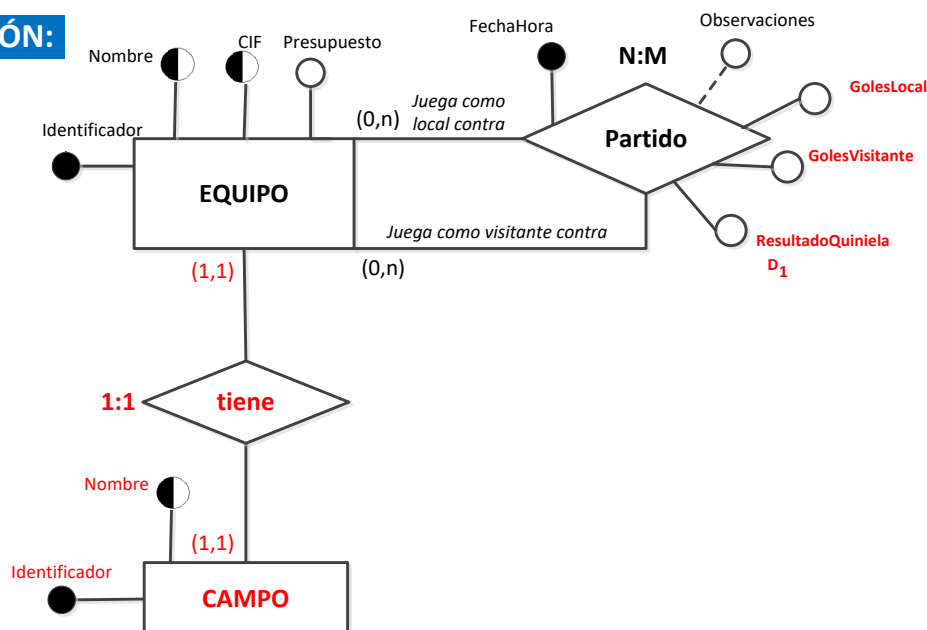 ÓN:
Nombre
CIF
Presupuesto
FechaHora
Observaciones
N:M
GolesLocal
Identificador
(0,n)
Juega como
local contra
Partido
GolesVisitante
EQUIPO
Juega como visitante contra
ResultadoQuiniela
D1
(1,1)
(0,n)
1:1
tiene
Nombre
(1,1)
Identificador
CAMPO